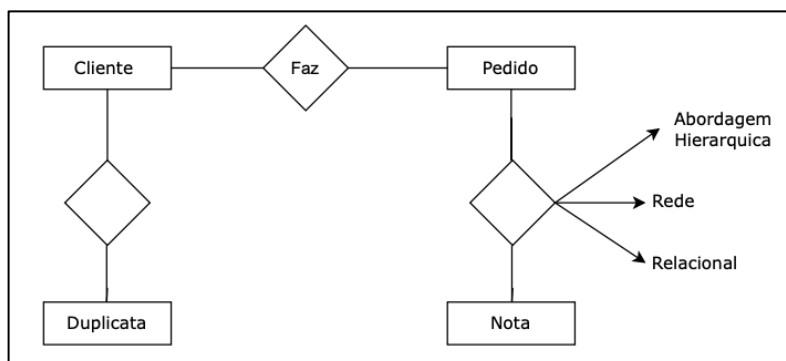 Cliente
Faz
Pedido
Abordagem
Hierarquica
Rede
Relacional
Duplicata
Nota